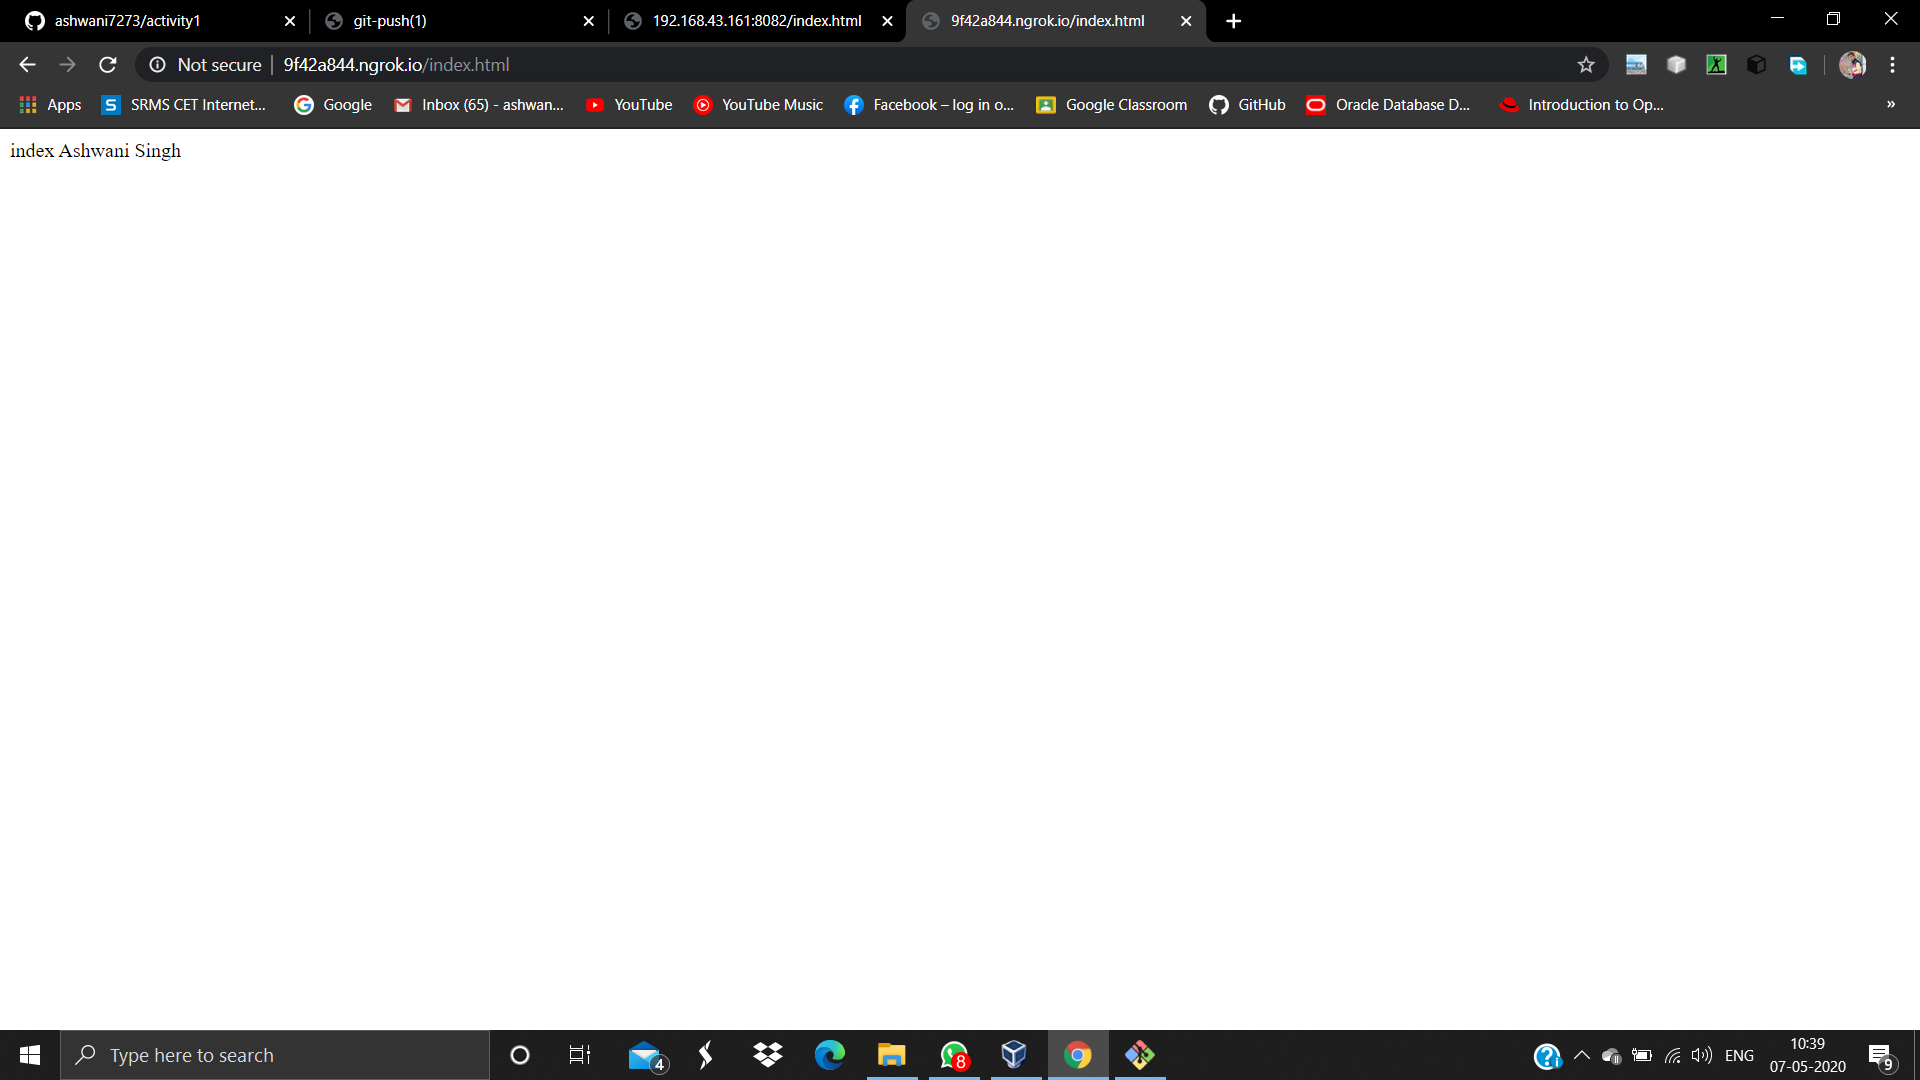 ashwani7273/activity1
git-push(1)
192.168.43.161:8082/index.html
9f42a844.ngrok.io/index.html
Not secure | 9f42a844.ngrok.io/index.html
Apps
SRMS CET Internet...
Google
Inbox (65) - ashwan...
YouTube
YouTube Music
Facebook – log in o...
Google Classroom
GitHub
Oracle Database D...
Introduction to Op...
»
index Ashwani Singh
Type here to search
4
8
ENG
10:39
07-05-2020
9